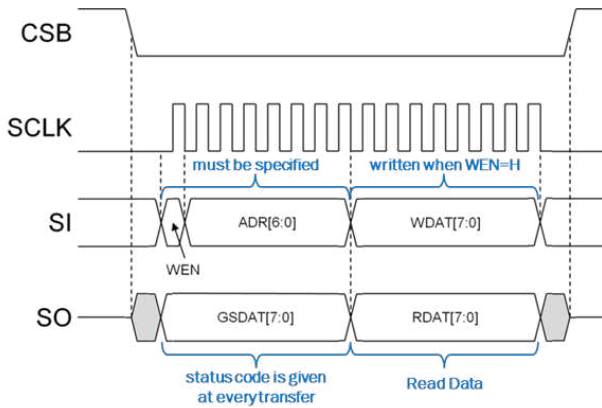 CSB
SCLK
must be specified
written when WEN=H
SI
ADR[6:0]
WDAT[7:0]
WEN
SO
GSDAT[7:0]
RDAT[7:0]
status code is given
at every transfer
Read Data